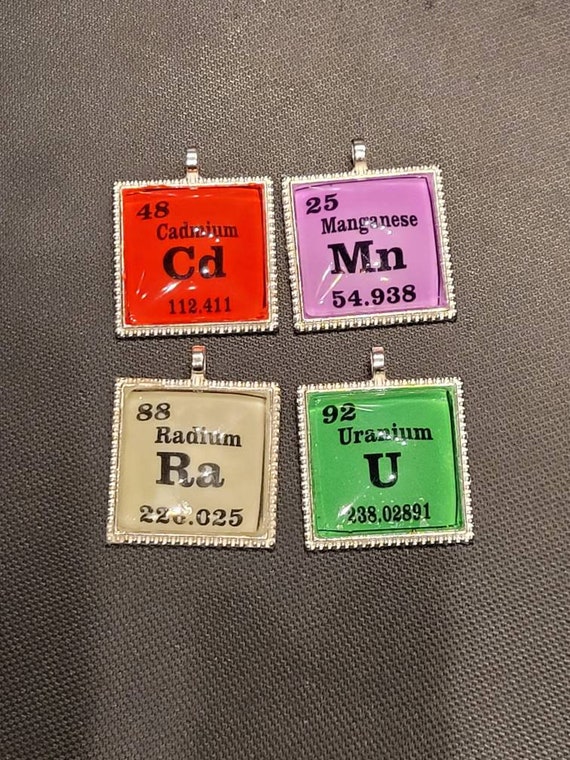 48
Cadmium
Cd
112.411
25
Manganese
Mn
54.938
88
Radium
Ra
226.025
92
Uranium
U
238.02891